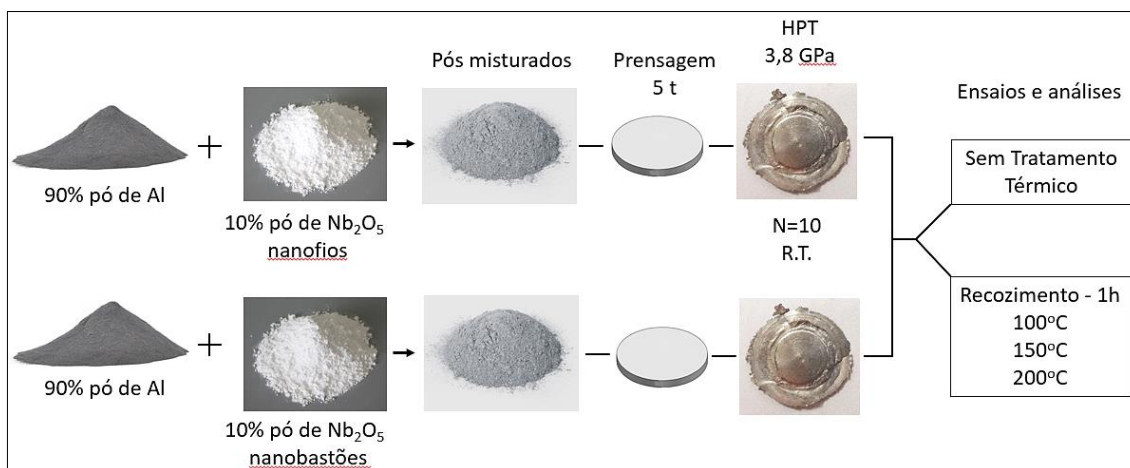 HPT
3,8 GPa
Pós misturados
Prensagem
5 t
Ensaios e análises
90% pó de Al
10% pó de Nb₂O₅
nanofios
N=10
R.T.
Sem Tratamento
Térmico
Recozimento - 1h
100°C
150°C
200°C
90% pó de Al
10% pó de Nb₂O₅
nanobastões